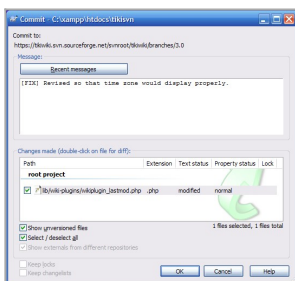 Commit - C:\xampp\htdocs\tikisvn
Commit to:
https://tikiwiki.svn.sourceforge.net/svnroot/tikiwiki/branches/3.0
Message:
Recent messages
[FIX] Revised so that time zone would display properly.
Changes made (double-click on file for diff):
Path Extension Text status Property status Lock
root project
lib/wiki-plugins/wikiplugin_lastmod.php .php modified normal
Show unversioned files 1 files selected, 1 files total
Select / deselect all
Show externals from different repositories
Keep locks
Keep changelists
OK Cancel Help